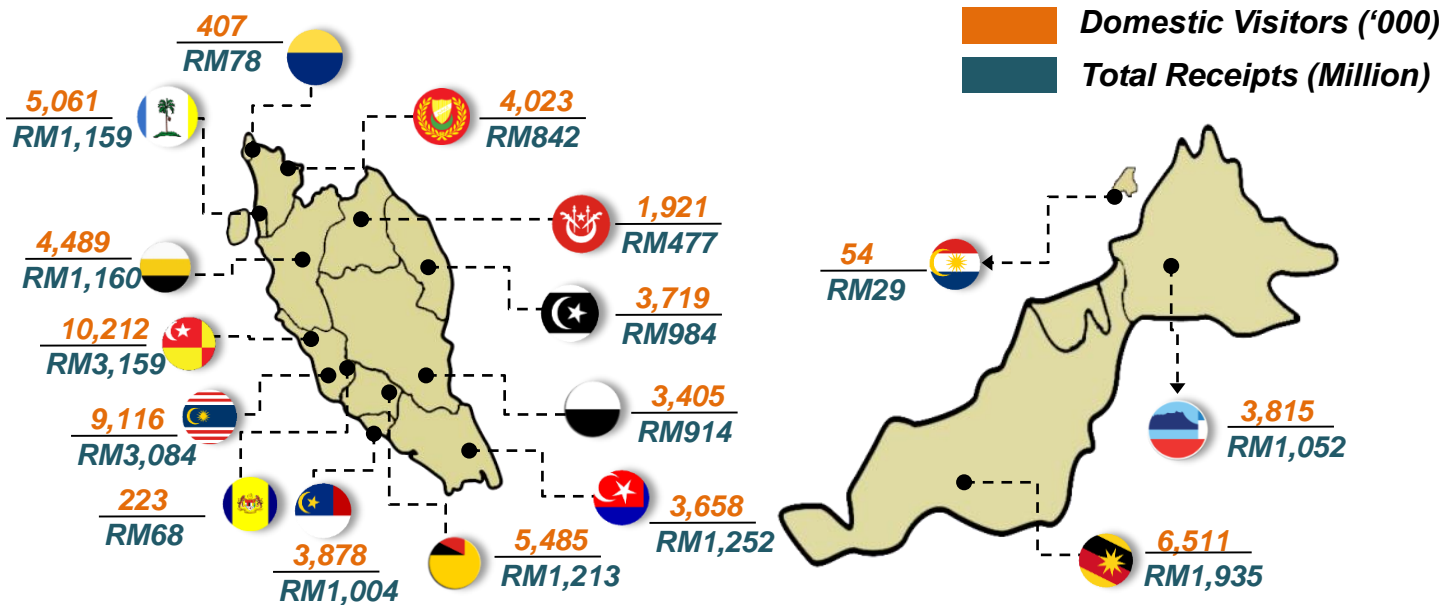 Domestic Visitors (‘000)
Total Receipts (Million)
407
RM78
5,061
RM1,159
4,023
RM842
1,921
RM477
4,489
RM1,160
54
RM29
3,719
RM984
10,212
RM3,159
3,405
RM914
9,116
RM3,084
3,815
RM1,052
223
RM68
3,878
RM1,004
5,485
RM1,213
3,658
RM1,252
6,511
RM1,935